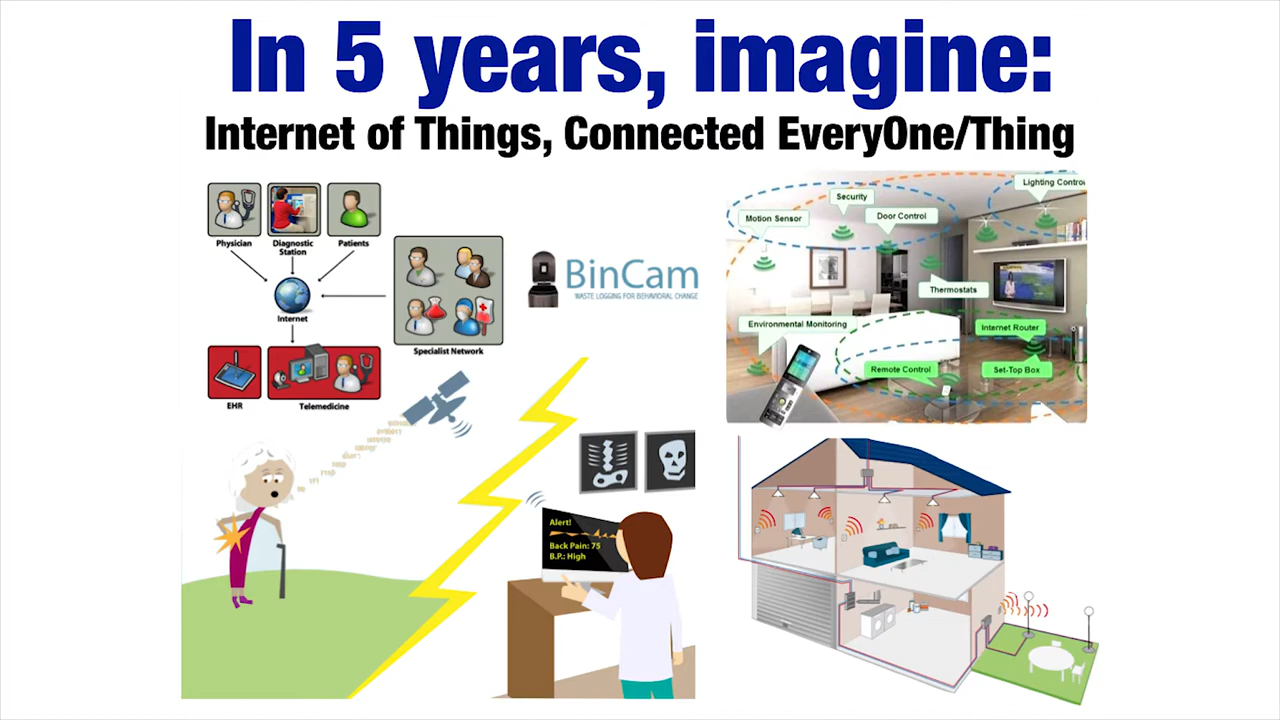 In 5 years, imagine:
Internet of Things, Connected EveryOne/Thing
Physician
Diagnostic
Station
Patients
Internet
Specialist Network
EHR
Telemedicine
BinCam
WASTE LOGGING FOR BEHAVIORAL CHANGE
Lighting Contro
Security
Motion Sensor
Door Control
Thermostats
Environmental Monitoring
Internet Router
Remote Control
Set-Top Box
Alert!
Back Pain: 75
B.P.: High